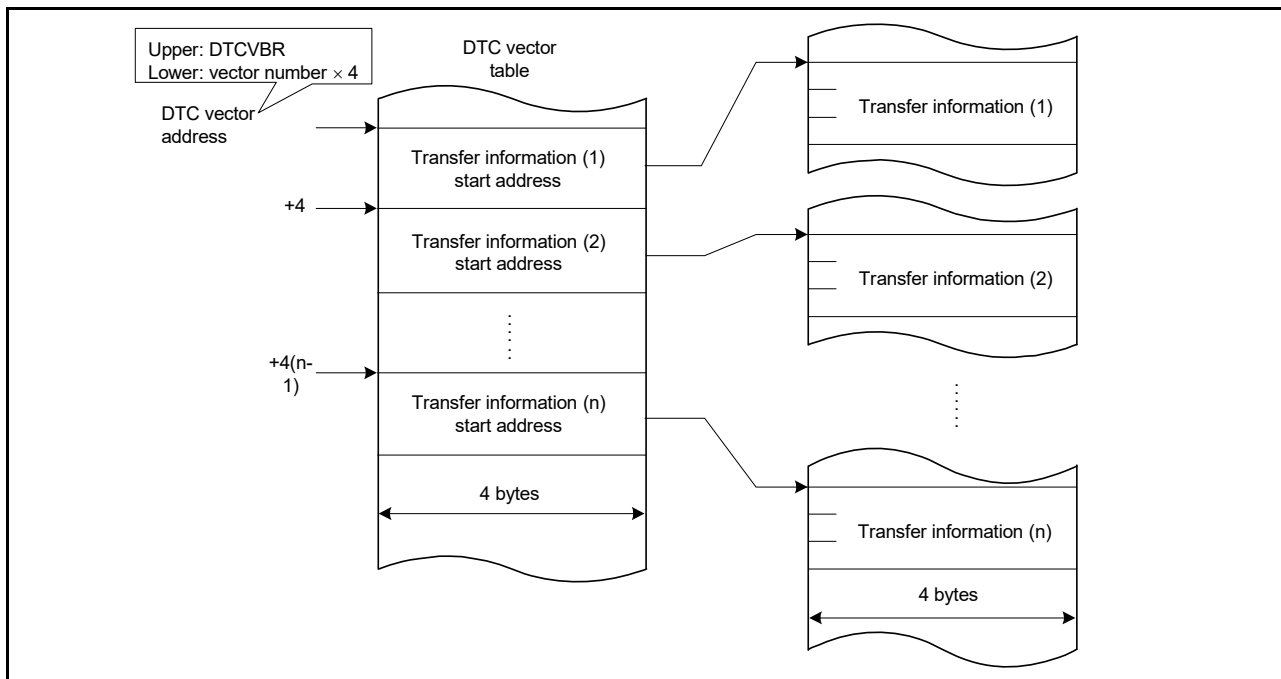 Upper: DTCVBR
Lower: vector number × 4
DTC vector
address
DTC vector
table
Transfer information (1)
start address
+4
Transfer information (2)
start address
+4(n-
1)
Transfer information (n)
start address
4 bytes
Transfer information (1)
Transfer information (2)
Transfer information (n)
4 bytes